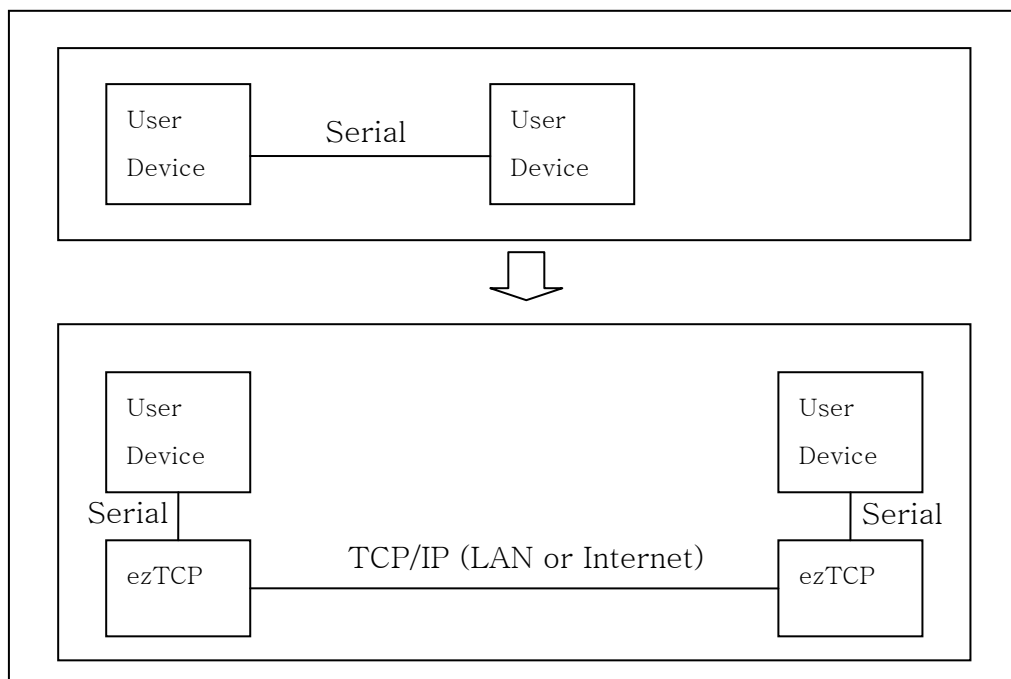 User
Device
Serial
User
Device
User
Device
Serial
ezTCP
TCP/IP (LAN or Internet)
User
Device
Serial
ezTCP